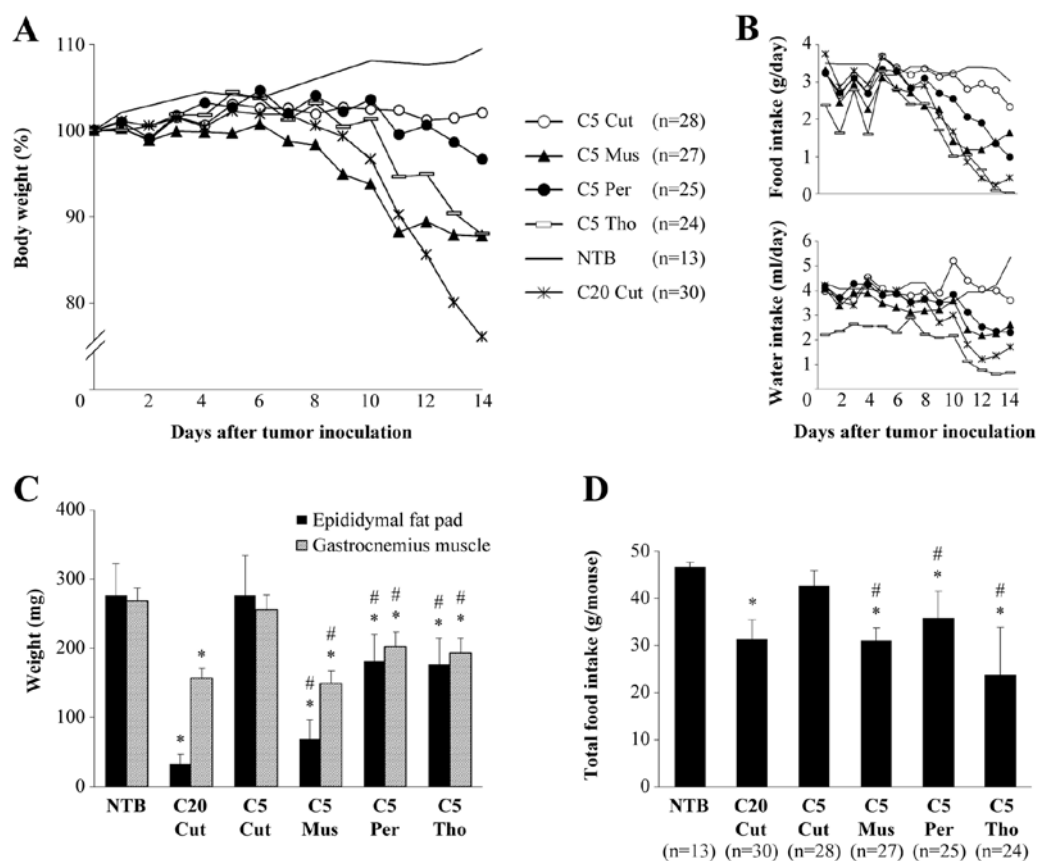 A
110
100
90
80
Body weight (%)
0 2 4 6 8 10 12 14
Days after tumor inoculation
C5 Cut (n=28)
C5 Mus (n=27)
C5 Per (n=25)
C5 Tho (n=24)
NTB (n=13)
C20 Cut (n=30)
B
4
3
2
1
0
Food intake (g/day)
6
5
4
3
2
1
Water intake (ml/day)
0 2 4 6 8 10 12 14
Days after tumor inoculation
C
400
300
200
100
0
Weight (mg)
Epididymal fat pad
Gastrocnemius muscle
* * # * # * # * # * # * # *
NTB C20 C5 C5 C5 C5
Cut Cut Mus Per Tho
D
50
40
30
20
10
0
Total food intake (g/mouse)
* # * # * # *
NTB C20 C5 C5 C5 C5
Cut Cut Mus Per Tho
(n=13) (n=30) (n=28) (n=27) (n=25) (n=24)